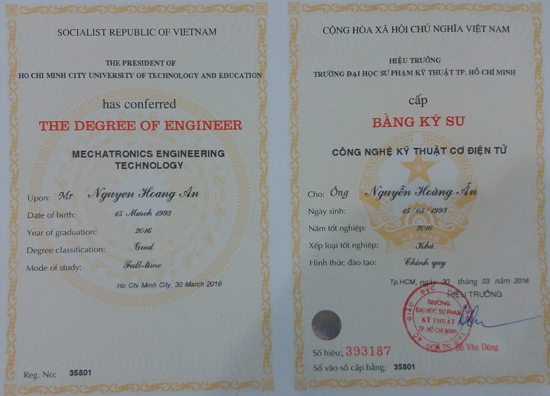 SOCIALIST REPUBLIC OF VIETNAM
THE PRESIDENT OF
HO CHI MINH CITY UNIVERSITY OF TECHNOLOGY AND EDUCATION
has conferred
THE DEGREE OF ENGINEER
MECHATRONICS ENGINEERING
TECHNOLOGY
Upon: Mr Nguyen Hoang An
Date of birth: 15 March 1993
Year of graduation: 2016
Degree classification: Good
Mode of study: Full-time
Ho Chi Minh City, 30 March 2016
Reg. No: 35801
CỘNG HÒA XÃ HỘI CHỦ NGHĨA VIỆT NAM
HIỆU TRƯỞNG
TRƯỜNG ĐẠI HỌC SƯ PHẠM KỸ THUẬT TP. HỒ CHÍ MINH
cấp
BẰNG KỸ SƯ
CÔNG NGHỆ KỸ THUẬT CƠ ĐIỆN TỬ
Cho: Ông Nguyễn Hoàng Ân
Ngày sinh: 15/03/1993
Năm tốt nghiệp: 2016
Xếp loại tốt nghiệp: Khá
Hình thức đào tạo: Chính quy
Tp.HCM, ngày 30 tháng 03 năm 2016
HIỆU TRƯỞNG
TRƯỜNG
ĐẠI HỌC SƯ PHẠM
KỸ THUẬT
TP. HỒ CHÍ MINH
PGS.TS. Đỗ Văn Dũng
Số hiệu: 393187
Số vào sổ cấp bằng: 35801